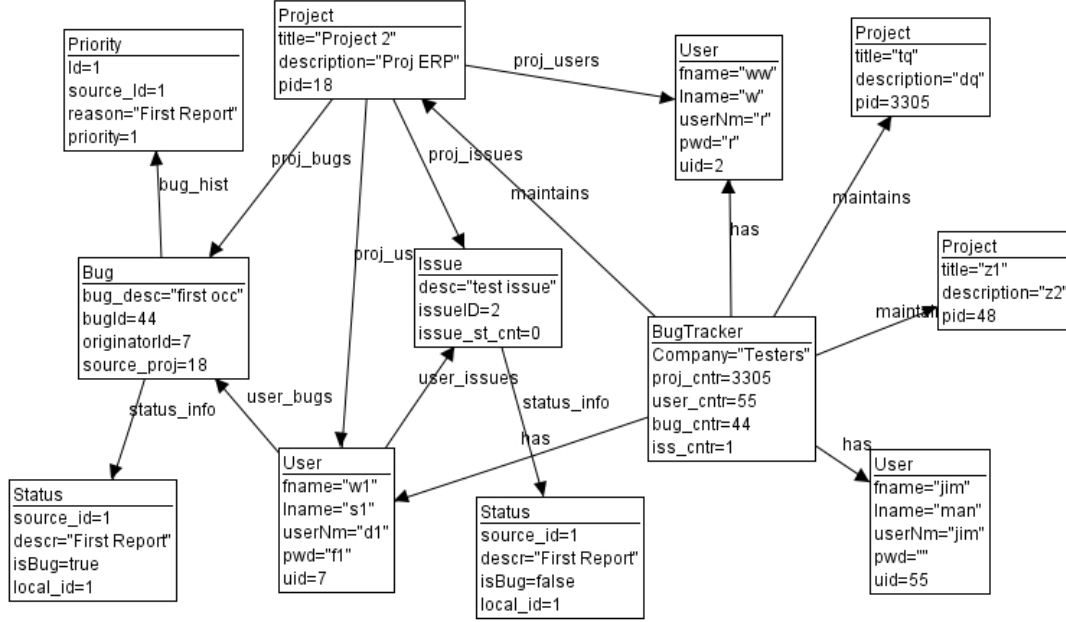 Project
title="Project 2"
description="Proj ERP"
pid=18
Priority
Id=1
source_Id=1
reason="First Report"
priority=1
User
fname="ww"
lname="w"
userNm="r"
pwd="r"
uid=2
Project
title="tq"
description="dq"
pid=3305
proj_users
proj_bugs
proj_issues
maintains
bug_hist
maintains
has
proj_us
Bug
bug_desc="first occ"
bugId=44
originatorId=7
source_proj=18
Issue
desc="test issue"
issueID=2
issue_st_cnt=0
Project
title="z1"
description="z2"
pid=48
maintai
BugTracker
Company="Testers"
proj_cntr=3305
user_cntr=55
bug_cntr=44
iss_cntr=1
user_issues
user_bugs
status_info
status_info
has
has
User
fname="w1"
lname="s1"
userNm="d1"
pwd="f1"
uid=7
User
fname="jim"
lname="man"
userNm="jim"
pwd=""
uid=55
Status
source_id=1
descr="First Report"
isBug=true
local_id=1
Status
source_id=1
descr="First Report"
isBug=false
local_id=1